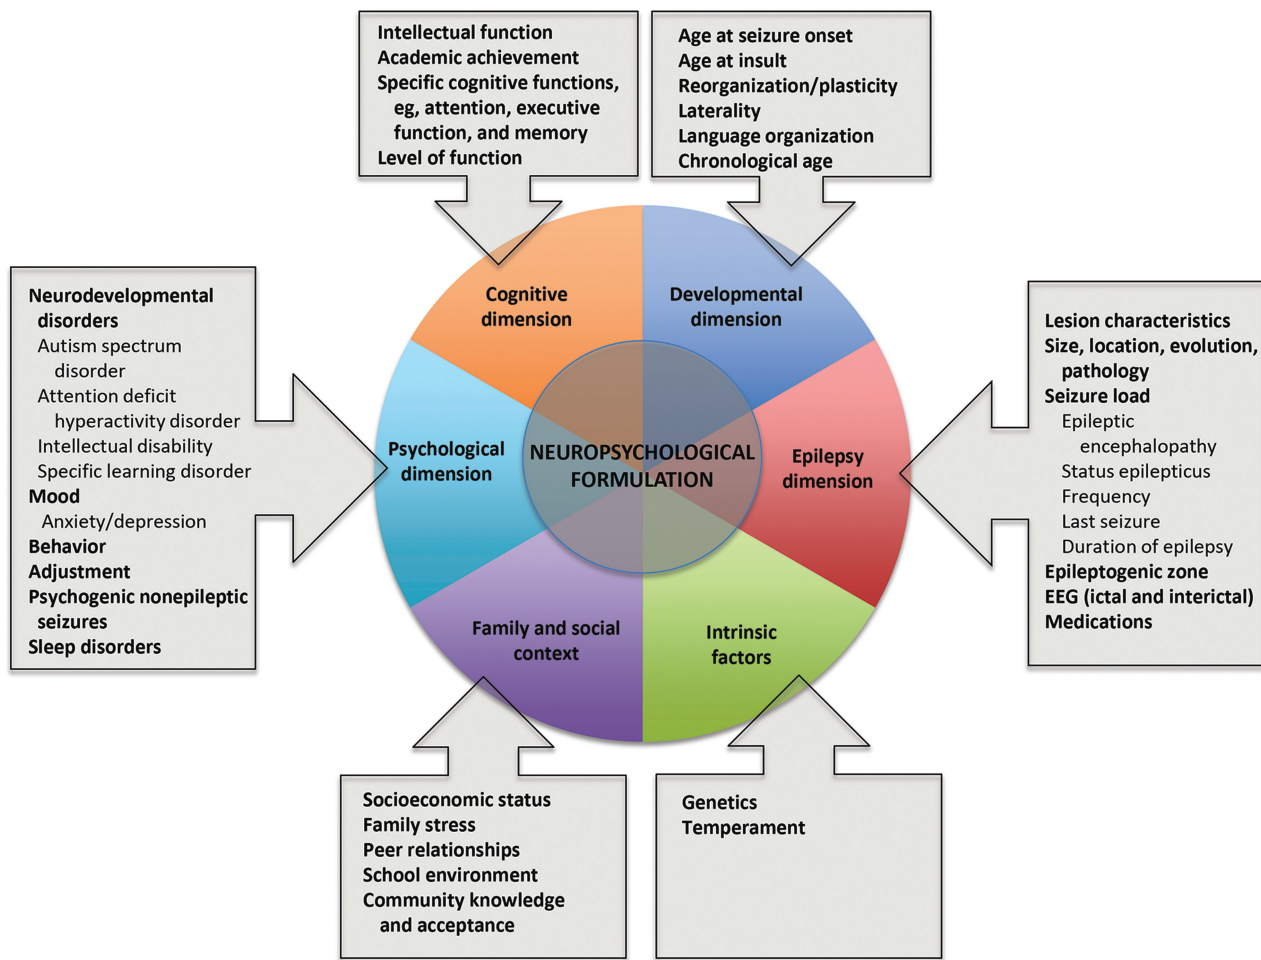 Intellectual function
Academic achievement
Specific cognitive functions,
eg, attention, executive
function, and memory
Level of function
Age at seizure onset
Age at insult
Reorganization/plasticity
Laterality
Language organization
Chronological age
Cognitive
dimension
Developmental
dimension
Neurodevelopmental
disorders
Autism spectrum
disorder
Attention deficit
hyperactivity disorder
Intellectual disability
Specific learning disorder
Mood
Anxiety/depression
Behavior
Adjustment
Psychogenic nonepileptic
seizures
Sleep disorders
Psychological
dimension
NEUROPSYCHOLOGICAL
FORMULATION
Epilepsy
dimension
Lesion characteristics
Size, location, evolution,
pathology
Seizure load
Epileptic
encephalopathy
Status epilepticus
Frequency
Last seizure
Duration of epilepsy
Epileptogenic zone
EEG (ictal and interictal)
Medications
Family and social
context
Intrinsic
factors
Socioeconomic status
Family stress
Peer relationships
School environment
Community knowledge
and acceptance
Genetics
Temperament